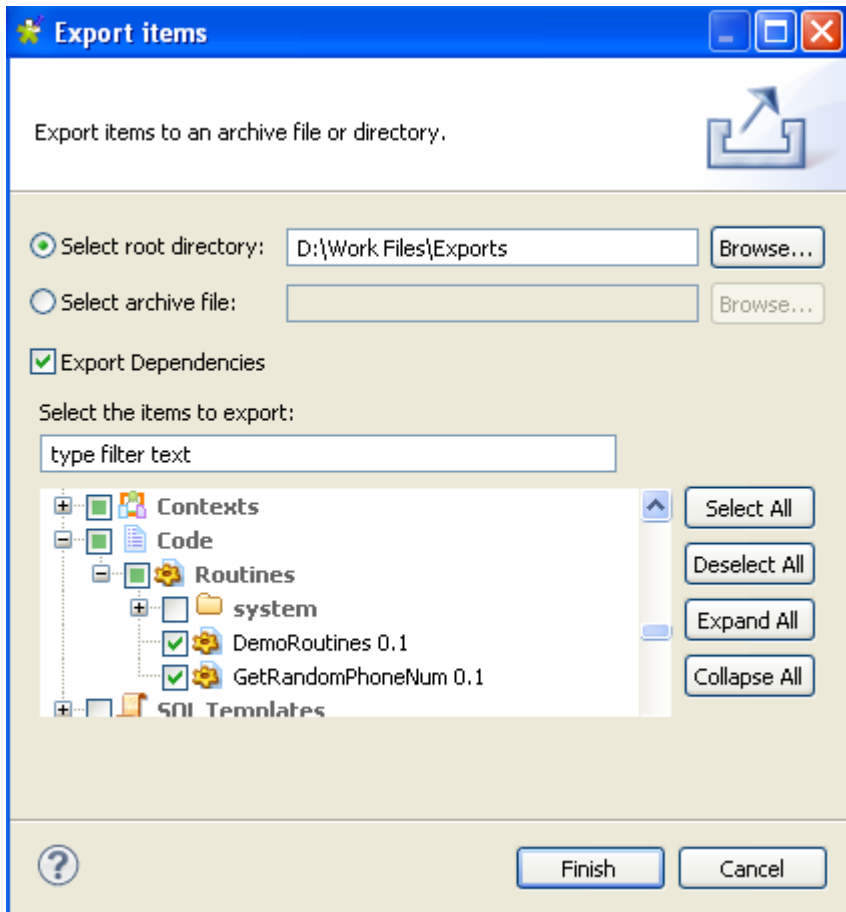 Export items
Export items to an archive file or directory.
Select root directory: D:\Work Files\Exports Browse...
Select archive file: Browse...
Export Dependencies
Select the items to export:
type filter text
Contexts Select All
Code
Routines Deselect All
system Expand All
DemoRoutines 0.1
GetRandomPhoneNum 0.1 Collapse All
SQL Templates
? Finish Cancel